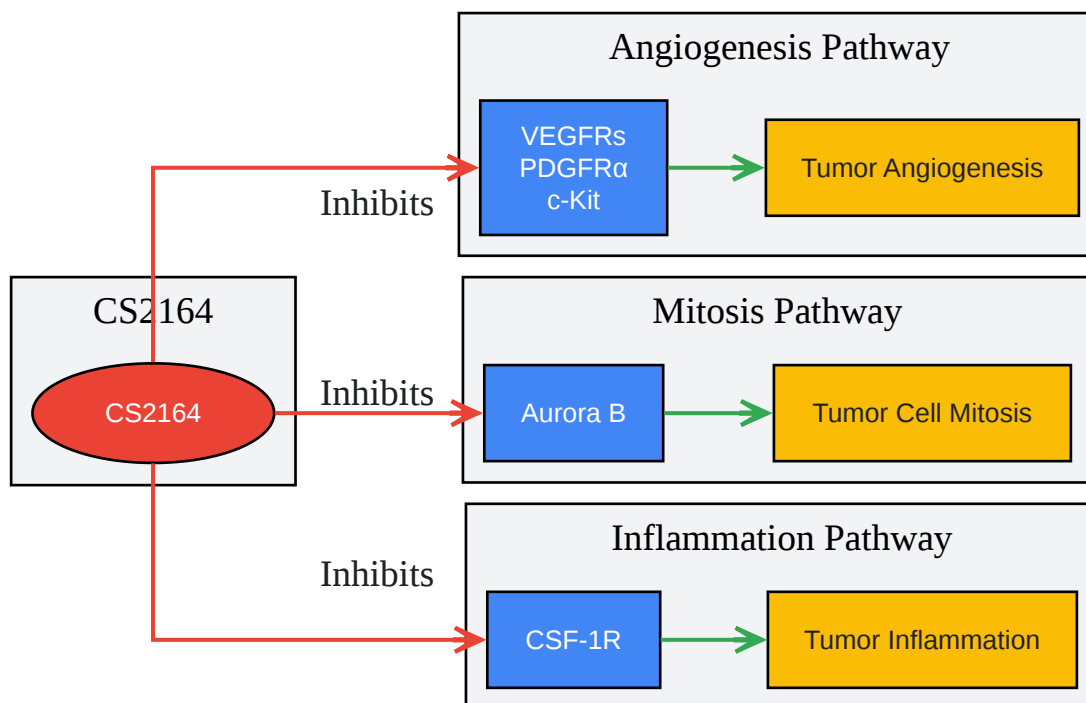 Angiogenesis Pathway
VEGFRs
PDGFRα
c-Kit
Tumor Angiogenesis
Inhibits
CS2164
CS2164
Inhibits
Mitosis Pathway
Aurora B
Tumor Cell Mitosis
Inhibits
Inflammation Pathway
CSF-1R
Tumor Inflammation